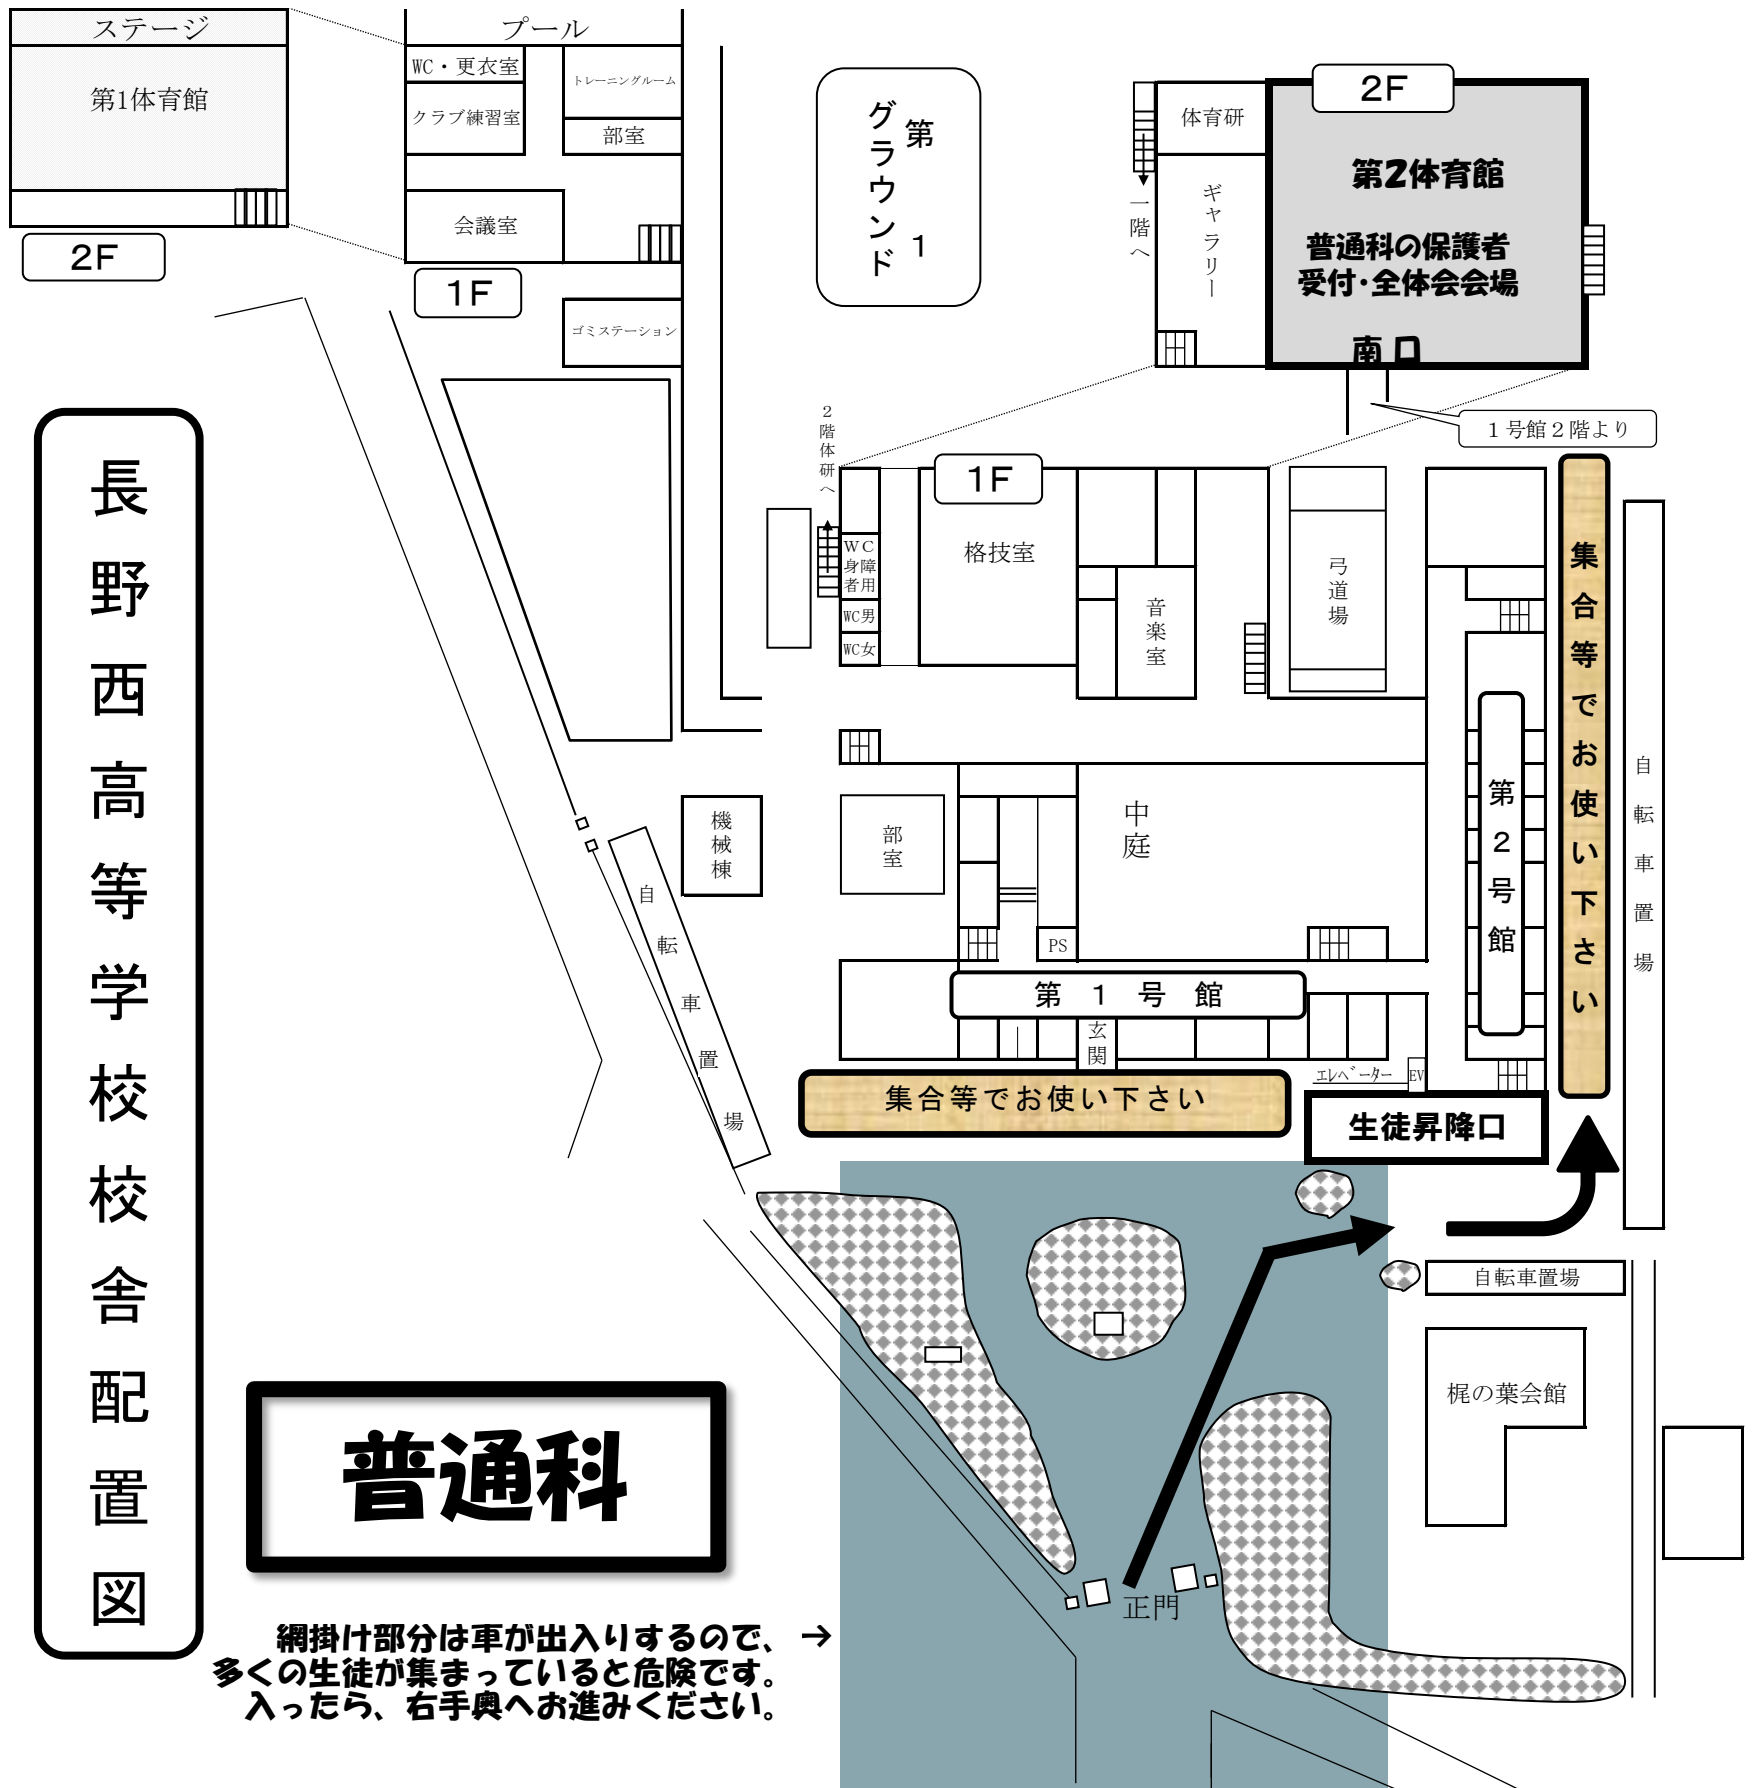 ステージ
第1体育館
2F
プール
WC・更衣室
トレーニングルーム
クラブ練習室
部室
会議室
1F
ゴミステーション
第1
グラウンド
体育研
一階へ
ギャラリー
2F
第2体育館
普通科の保護者
受付・全体会会場
南口
1号館2階より
長野西高等学校校舎配置図
2階体研へ
1F
WC
身障
者用
WC男
WC女
格技室
音楽室
弓道場
集合等でお使い下さい
自転車置場
第2号館
機械棟
部室
中庭
自転車置場
PS
第1号館
玄関
エレベーター
EV
集合等でお使い下さい
生徒昇降口
自転車置場
梶の葉会館
普通科
正門
網掛け部分は車が出入りするので、 →
多くの生徒が集まっていると危険です。
入ったら、右手奥へお進みください。